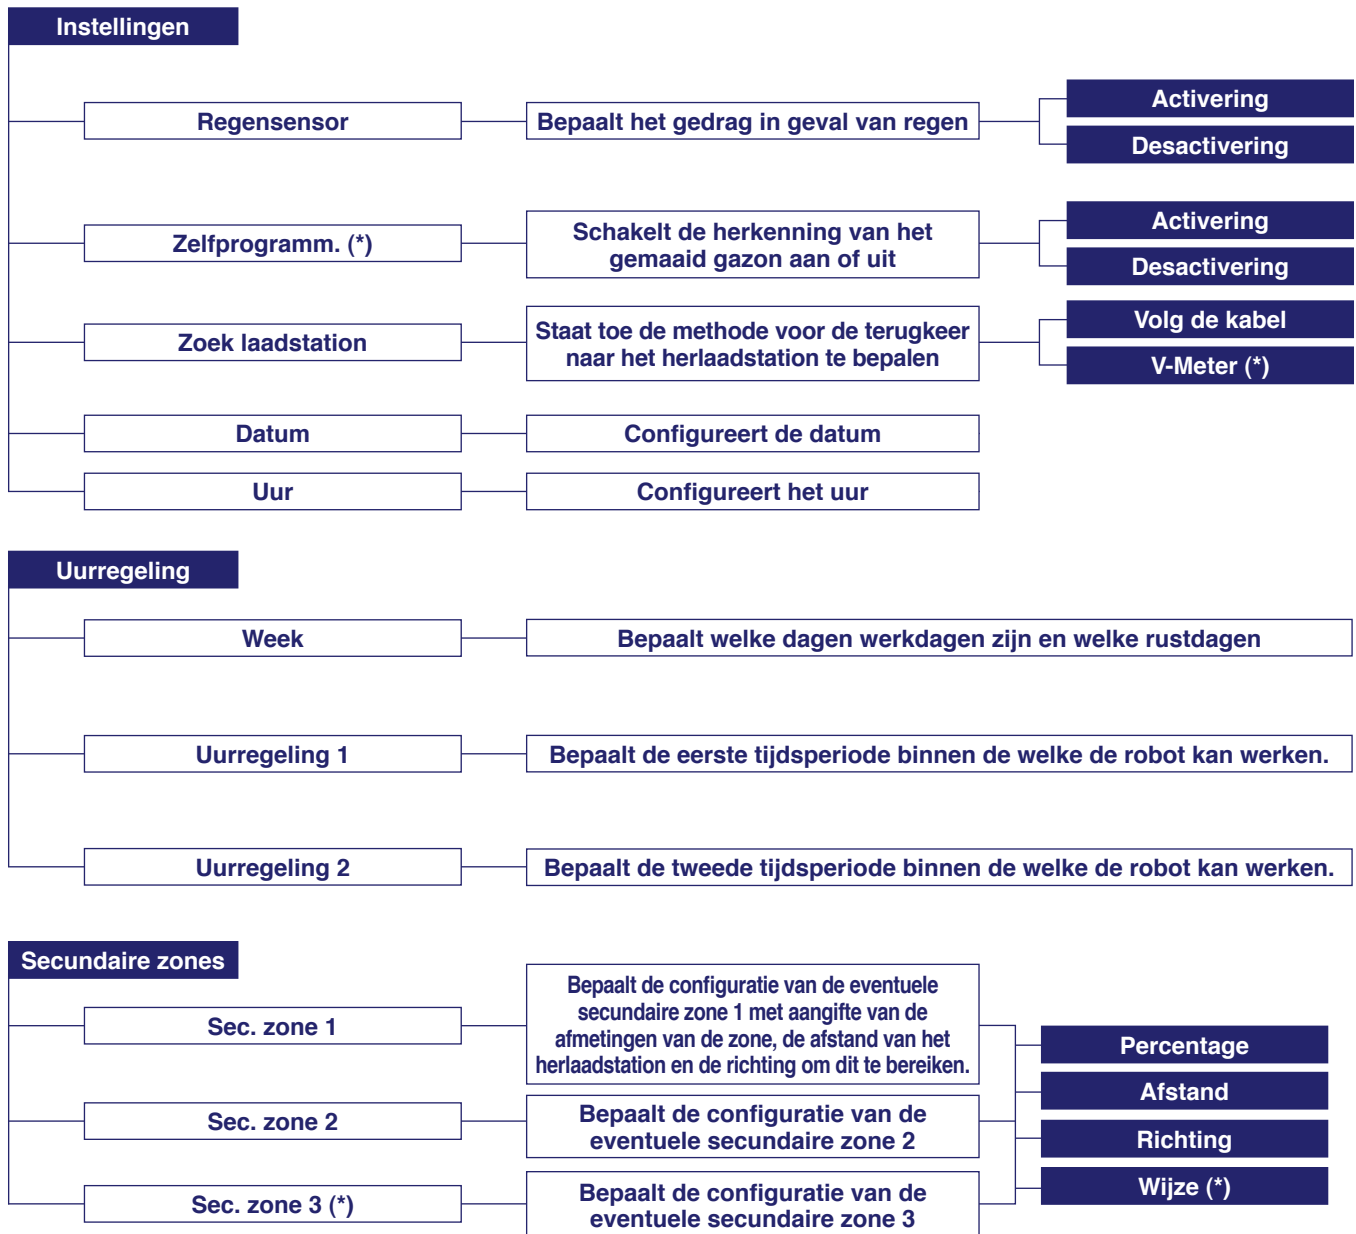 Instellingen
Regensensor
Bepaalt het gedrag in geval van regen
Activering
Desactivering
Zelfprogramm. (*)
Schakelt de herkenning van het
gemaaid gazon aan of uit
Activering
Desactivering
Zoek laadstation
Staat toe de methode voor de terugkeer
naar het herlaadstation te bepalen
Volg de kabel
V-Meter (*)
Datum
Configureert de datum
Uur
Configureert het uur
Uurregeling
Week
Bepaalt welke dagen werkdagen zijn en welke rustdagen
Uurregeling 1
Bepaalt de eerste tijdsperiode binnen de welke de robot kan werken.
Uurregeling 2
Bepaalt de tweede tijdsperiode binnen de welke de robot kan werken.
Secundaire zones
Sec. zone 1
Bepaalt de configuratie van de eventuele
secundaire zone 1 met aangifte van de
afmetingen van de zone, de afstand van het
herlaadstation en de richting om dit te bereiken.
Sec. zone 2
Bepaalt de configuratie van de
eventuele secundaire zone 2
Sec. zone 3 (*)
Bepaalt de configuratie van de
eventuele secundaire zone 3
Percentage
Afstand
Richting
Wijze (*)